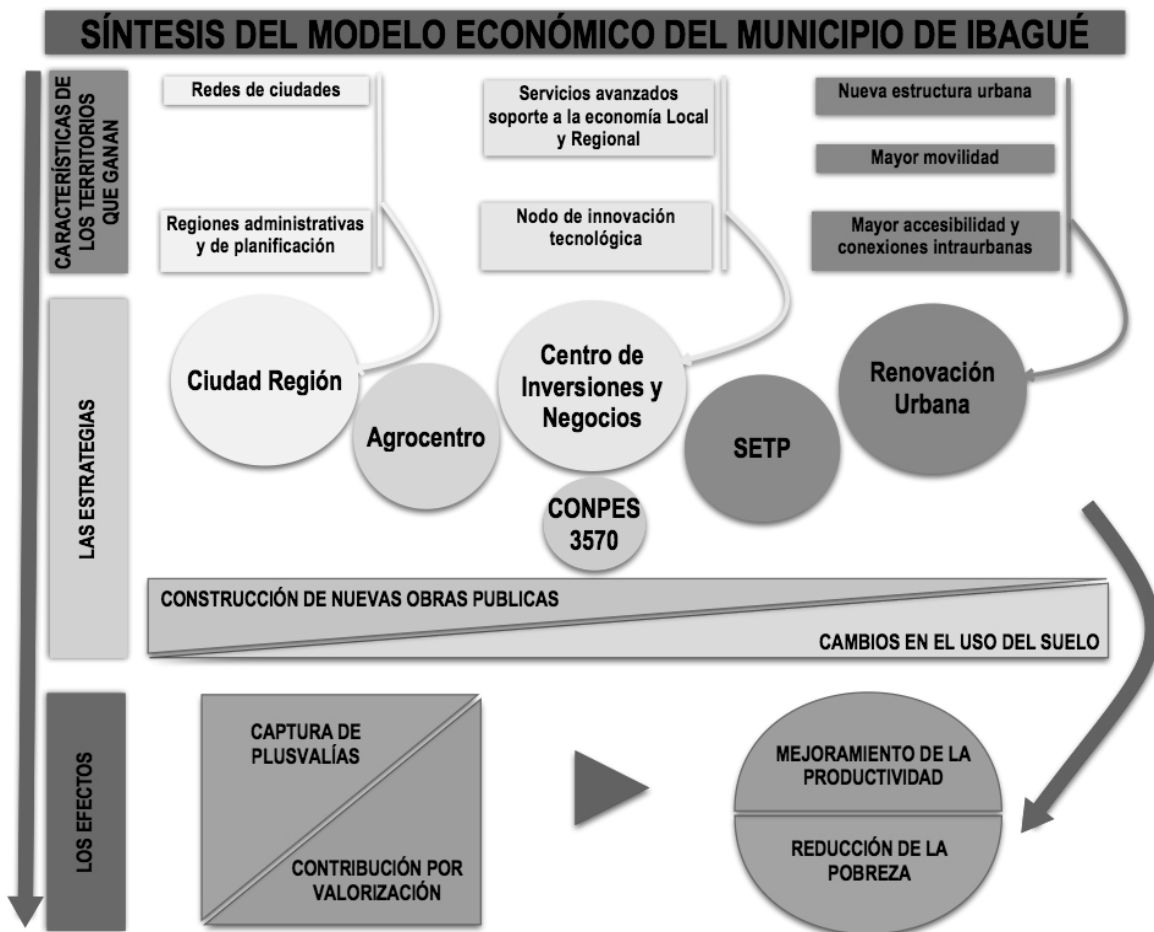 SÍNTESIS DEL MODELO ECONÓMICO DEL MUNICIPIO DE IBAGUÉ
CARACTERÍSTICAS DE
LOS TERRITORIOS
QUE GANAN
Redes de ciudades
Regiones administrativas
y de planificación
Servicios avanzados
soporte a la economía Local
y Regional
Nodo de innovación
tecnológica
Nueva estructura urbana
Mayor movilidad
Mayor accesibilidad y
conexiones intraurbanas
LAS ESTRATEGIAS
Ciudad Región
Agrocentro
Centro de
Inversiones y
Negocios
CONPES
3570
SETP
Renovación
Urbana
CONSTRUCCIÓN DE NUEVAS OBRAS PUBLICAS
CAMBIOS EN EL USO DEL SUELO
LOS EFECTOS
CAPTURA DE
PLUSVALÍAS
CONTRIBUCIÓN POR
VALORIZACIÓN
MEJORAMIENTO DE LA
PRODUCTIVIDAD
REDUCCIÓN DE LA
POBREZA